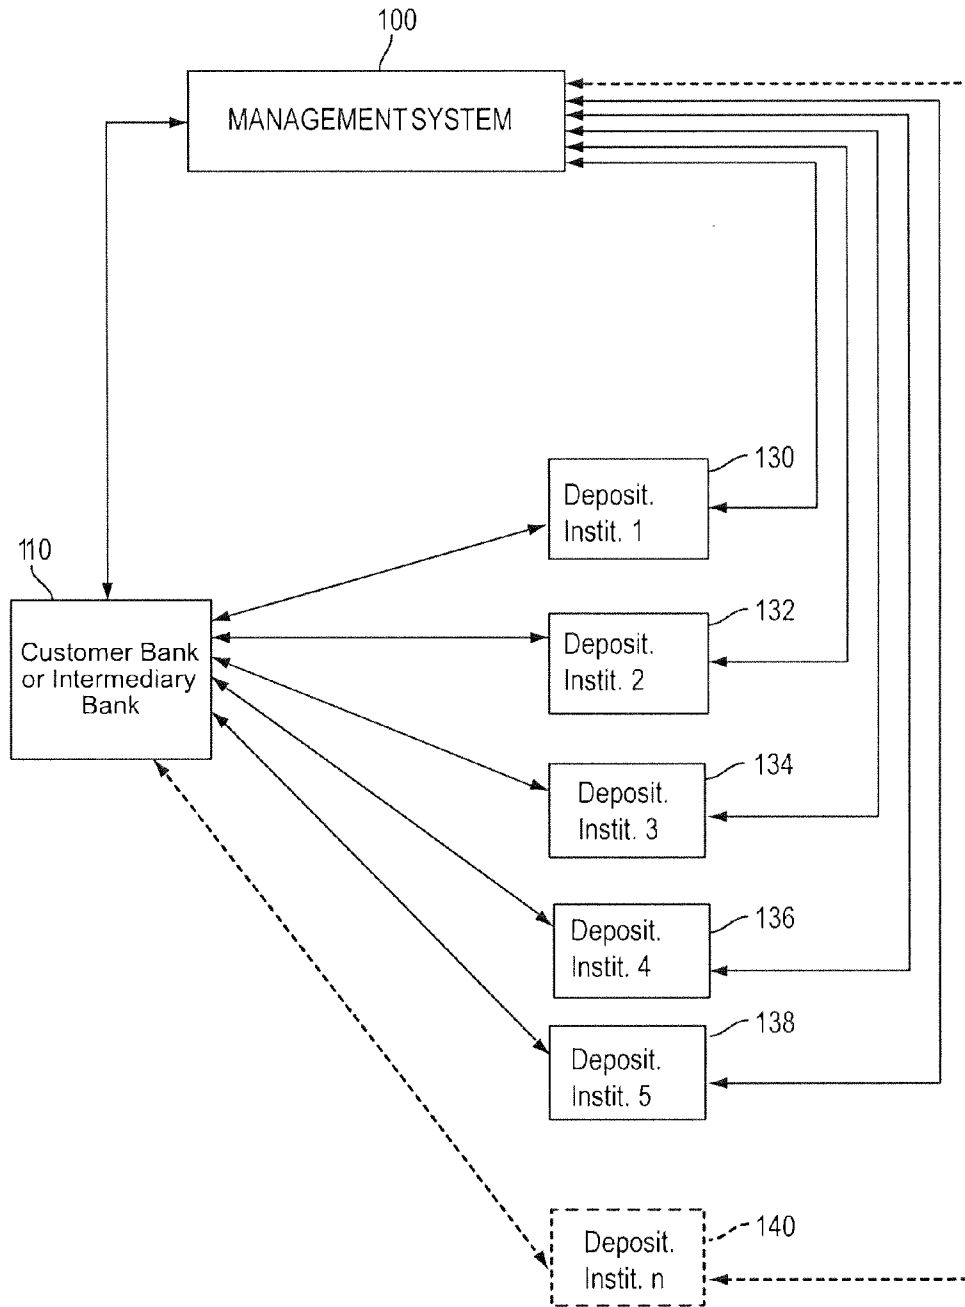 100
MANAGEMENT SYSTEM
130
Deposit.
Instit. 1
110
Customer Bank
or Intermediary
Bank
132
Deposit.
Instit. 2
134
Deposit.
Instit. 3
136
Deposit.
Instit. 4
138
Deposit.
Instit. 5
140
Deposit.
Instit. n